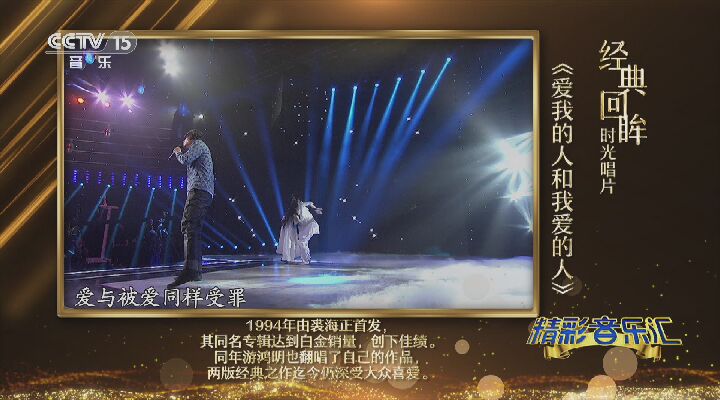 CCTV 15
音乐
经典回眸
时光唱片
《爱我的人和我爱的人》
爱与被爱同样受罪
1994年由裘海正首发，
其同名专辑达到白金销量，创下佳绩。
同年游鸿明也翻唱了自己的作品，
两版经典之作迄今仍深受大众喜爱。
精彩音乐汇